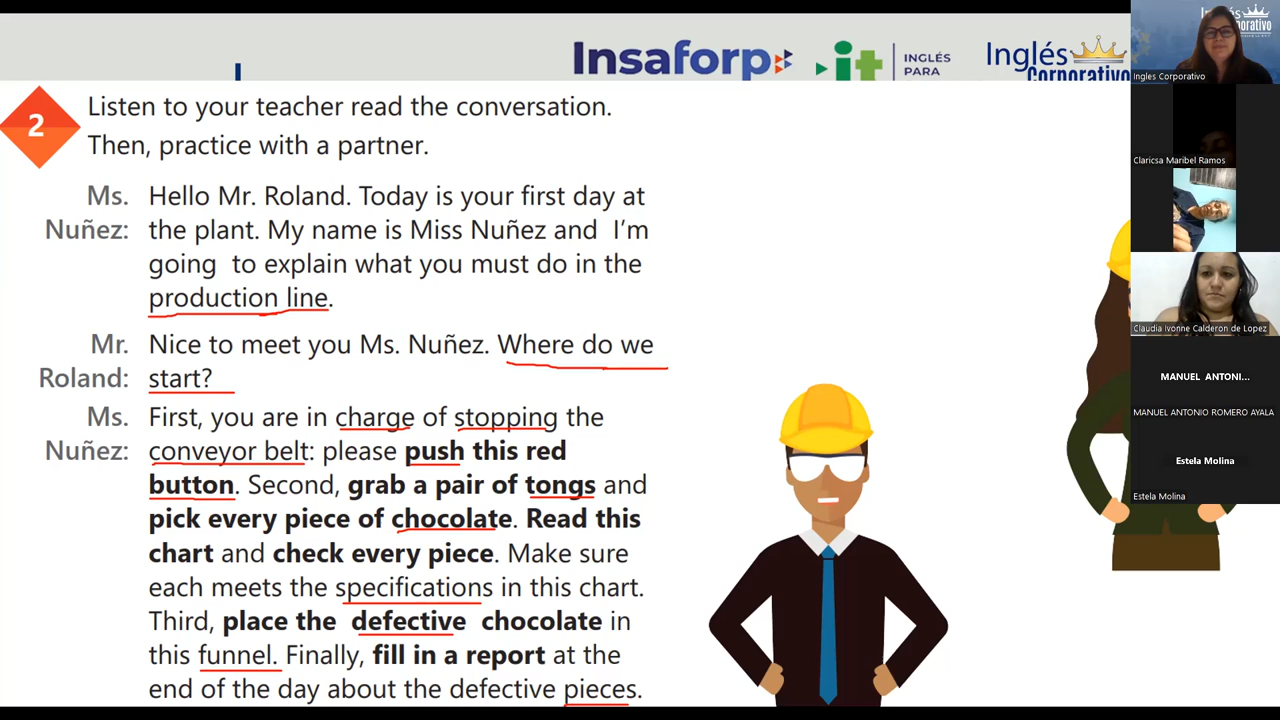 Insaforp
it
INGLÉS
PARA
Inglés
Corporativo
2
Listen to your teacher read the conversation.
Then, practice with a partner.
Ms.
Nuñez:
Hello Mr. Roland. Today is your first day at
the plant. My name is Miss Nuñez and I'm
going to explain what you must do in the
production line.
Mr.
Roland:
Nice to meet you Ms. Nuñez. Where do we
start?
Ms.
Nuñez:
First, you are in charge of stopping the
conveyor belt: please push this red
button. Second, grab a pair of tongs and
pick every piece of chocolate. Read this
chart and check every piece. Make sure
each meets the specifications in this chart.
Third, place the defective chocolate in
this funnel. Finally, fill in a report at the
end of the day about the defective pieces.
Ingles Corporativo
Claricsa Maribel Ramos
Claudia Ivonne Calderon de Lopez
MANUEL ANTONI...
MANUEL ANTONIO ROMERO AYALA
Estela Molina
Estela Molina